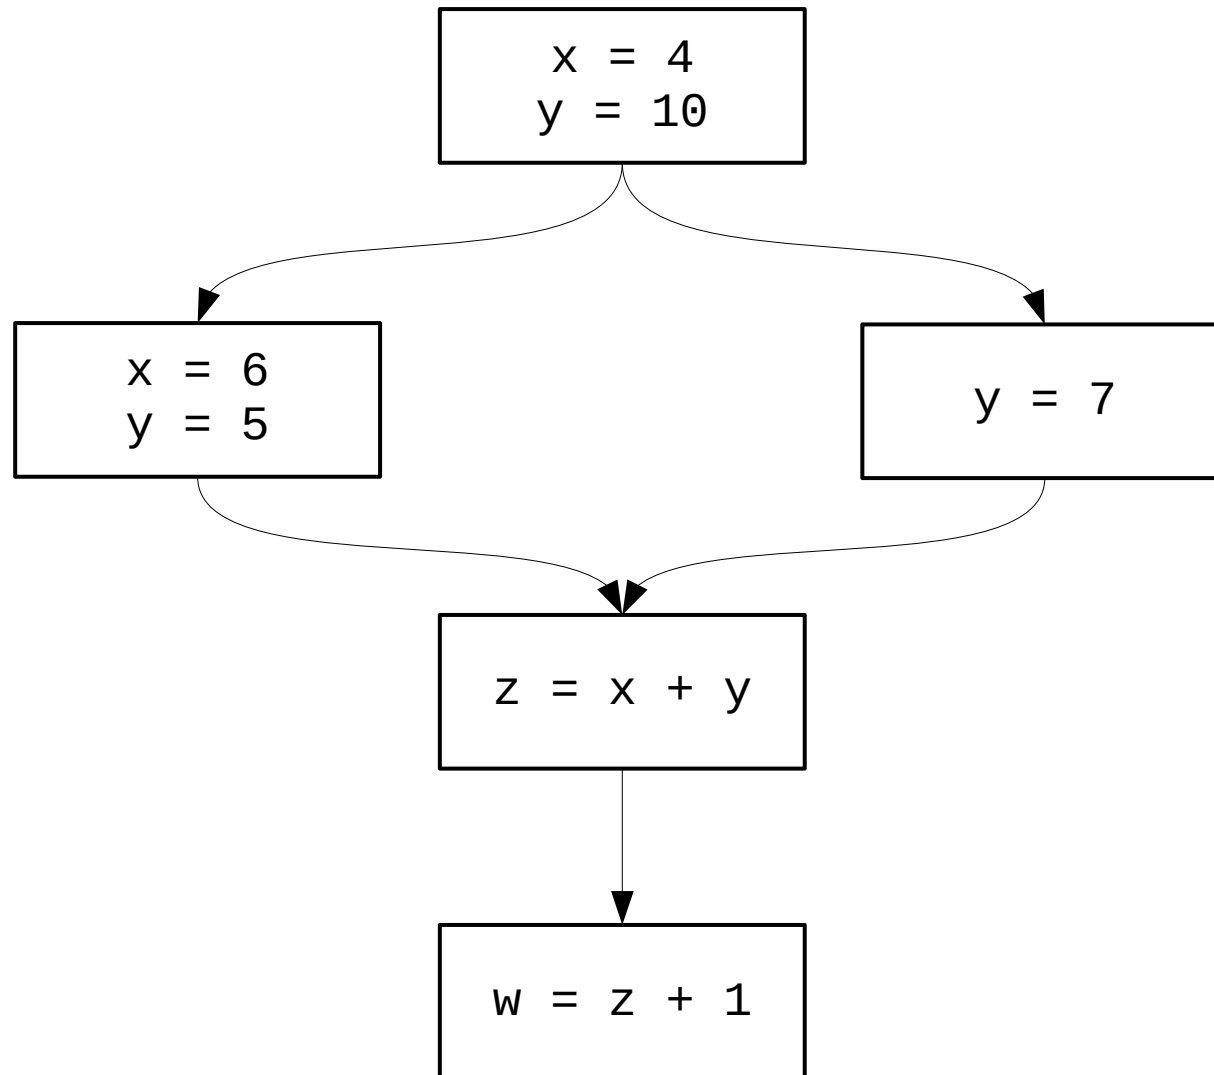 x = 4
y = 10
x = 6
y = 5
y = 7
z = x + y
w = z + 1